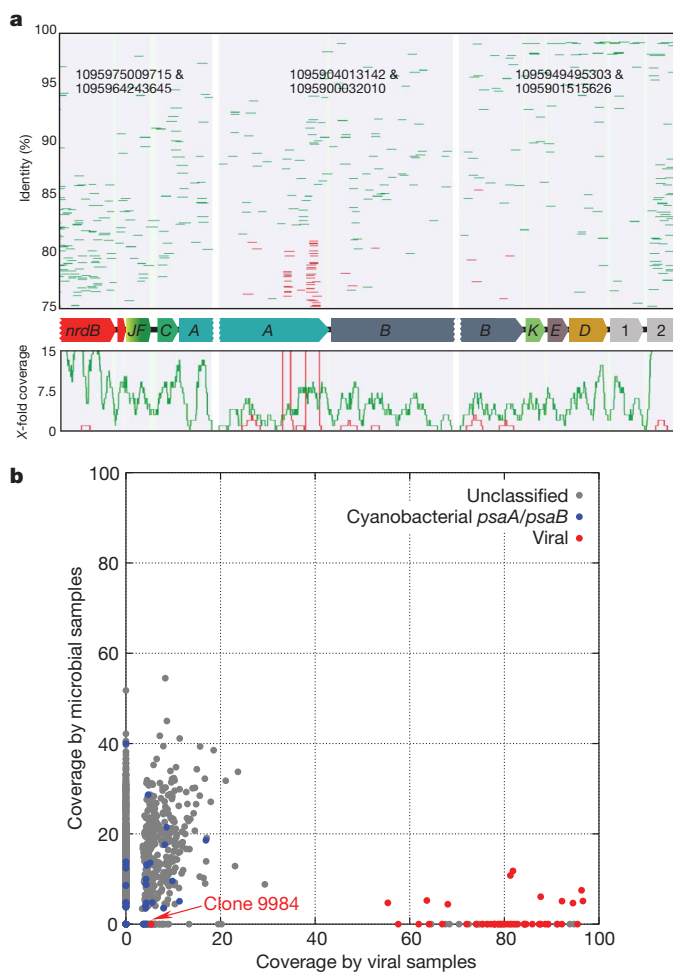 a
100
95
90
85
80
75
Identity (%)
1095975009715 &
1095964243645
1095904013142 &
1095900032010
1095949495303 &
1095901515626
nrdB JF C A A B B K E D 1 2
15
7.5
0
X-fold coverage
b
100
80
60
40
20
0
Coverage by microbial samples
Unclassified
Cyanobacterial psaA/psaB
Viral
Clone 9984
0 20 40 60 80 100
Coverage by viral samples